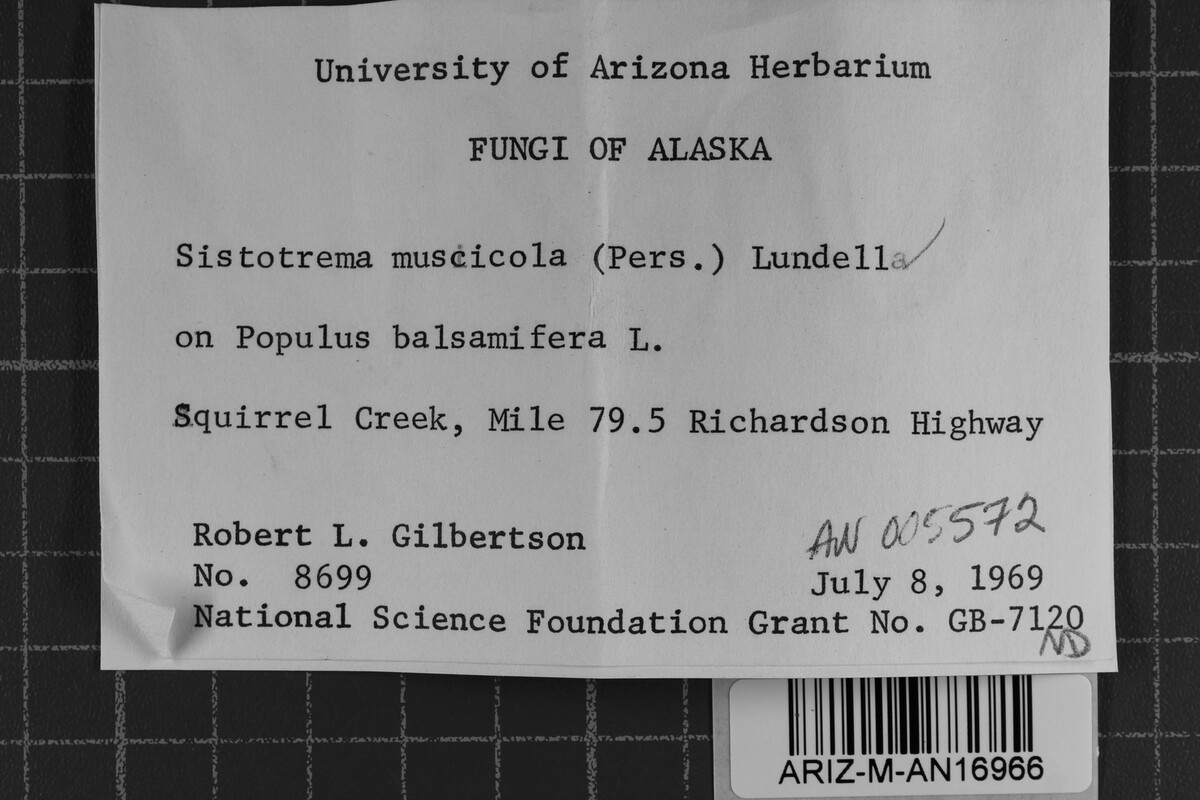 University of Arizona Herbarium
FUNGI OF ALASKA
Sistotrema muscicola (Pers.) Lundell
on Populus balsamifera L.
Squirrel Creek, Mile 79.5 Richardson Highway
Robert L. Gilbertson
AN 005572
No. 8699
July 8, 1969
National Science Foundation Grant No. GB-7120
ND
ARIZ-M-AN16966